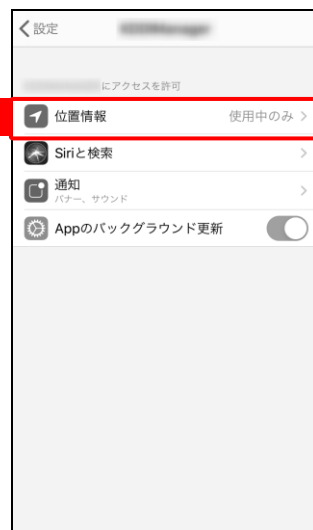 設定
にアクセスを許可
位置情報 使用中のみ
Siriと検索
通知
バナー、サウンド
Appのバックグラウンド更新